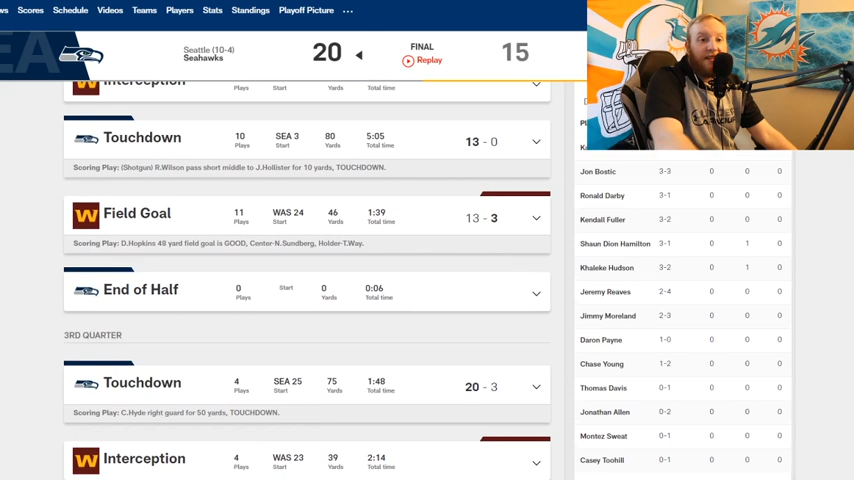 ws Scores Schedule Videos Teams Players Stats Standings Playoff Picture ...
SEA
Seattle (10-4)
Seahawks
20
FINAL
Replay
15
Interception
Plays Start Yards Total time
Touchdown
10 SEA 3 80 5:05
Plays Start Yards Total time
13 - 0
Scoring Play: (Shotgun) R.Wilson pass short middle to J.Hollister for 10 yards, TOUCHDOWN.
W
Field Goal
11 WAS 24 46 1:39
Plays Start Yards Total time
13 - 3
Scoring Play: D.Hopkins 48 yard field goal is GOOD, Center-N.Sundberg, Holder-T.Way.
End of Half
0 0 0:06
Plays Start Yards Total time
3RD QUARTER
Touchdown
4 SEA 25 75 1:48
Plays Start Yards Total time
20 - 3
Scoring Play: C.Hyde right guard for 50 yards, TOUCHDOWN.
W
Interception
4 WAS 23 39 2:14
Plays Start Yards Total time
Jon Bostic 3-3 0 0 0
Ronald Darby 3-1 0 0 0
Kendall Fuller 3-2 0 0 0
Shaun Dion Hamilton 3-1 0 1 0
Khaleke Hudson 3-2 0 1 0
Jeremy Reaves 2-4 0 0 0
Jimmy Moreland 2-3 0 0 0
Daron Payne 1-0 0 0 0
Chase Young 1-2 0 0 0
Thomas Davis 0-1 0 0 0
Jonathan Allen 0-2 0 0 0
Montez Sweat 0-1 0 0 0
Casey Toohill 0-1 0 0 0